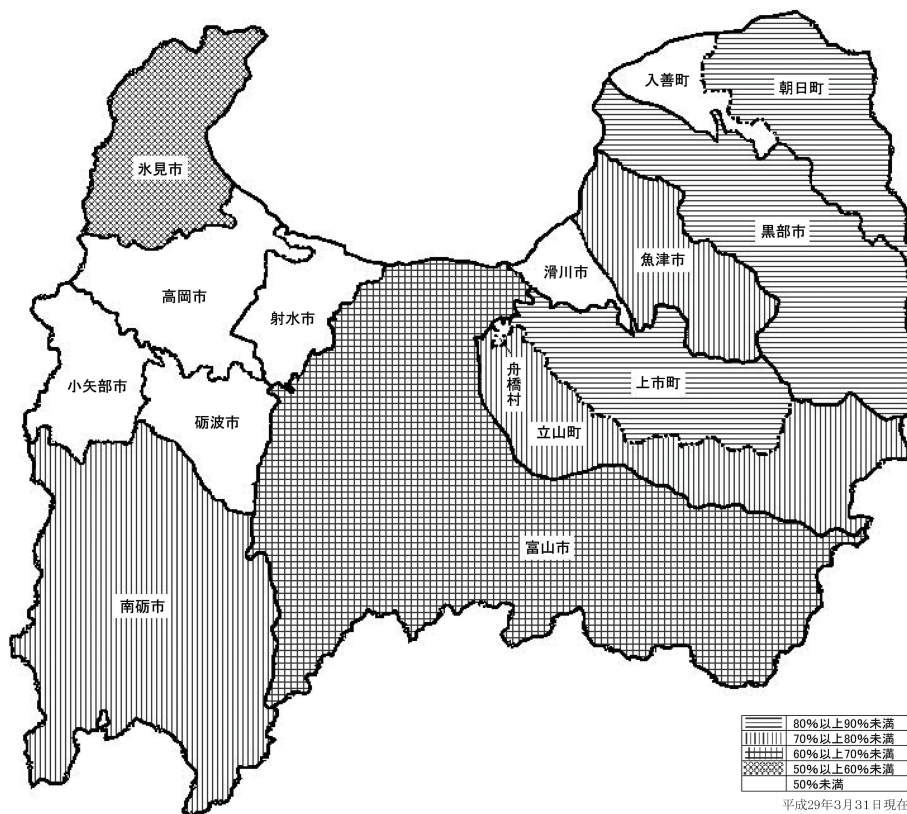 入善町
朝日町
氷見市
黒部市
魚津市
滑川市
高岡市
射水市
舟橋村
上市町
小矢部市
砺波市
立山町
富山市
南砺市
80%以上90%未満
70%以上80%未満
60%以上70%未満
50%以上60%未満
50%未満
平成29年3月31日現在